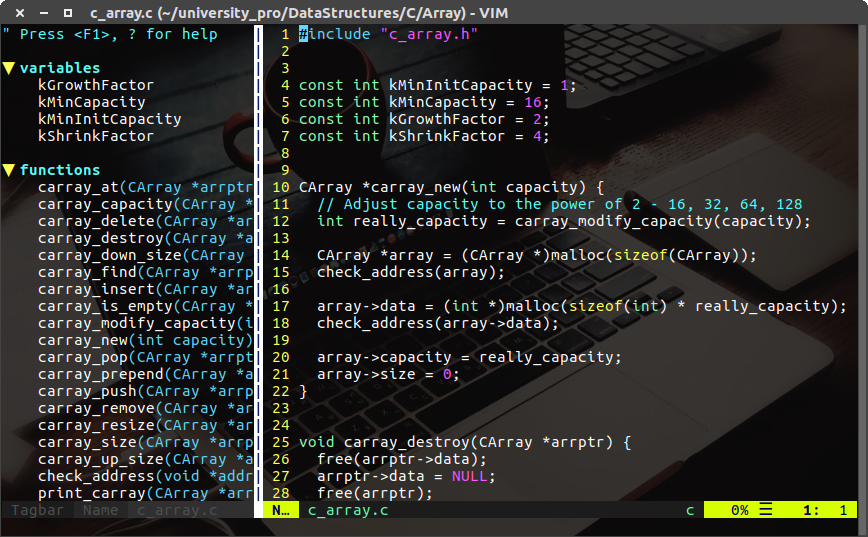 c_array.c (~/university_pro/DataStructures/C/Array) - VIM
" Press <F1>, ? for help
▼ variables
kGrowthFactor
kMinCapacity
kMinInitCapacity
kShrinkFactor
▼ functions
carray_at(CArray *arrptr
carray_capacity(CArray *
carray_delete(CArray *ar
carray_destroy(CArray *a
carray_down_size(CArray
carray_find(CArray *arrp
carray_insert(CArray *ar
carray_is_empty(CArray *
carray_modify_capacity(i
carray_new(int capacity)
carray_pop(CArray *arrpt
carray_prepend(CArray *a
carray_push(CArray *arrp
carray_remove(CArray *ar
carray_resize(CArray *ar
carray_size(CArray *arrp
carray_up_size(CArray *a
check_address(void *addr
print_carray(CArray *arr
Tagbar Name c_array.c
1 #include "c_array.h"
2
3
4 const int kMinInitCapacity = 1;
5 const int kMinCapacity = 16;
6 const int kGrowthFactor = 2;
7 const int kShrinkFactor = 4;
8
9
10 CArray *carray_new(int capacity) {
11   // Adjust capacity to the power of 2 - 16, 32, 64, 128
12   int really_capacity = carray_modify_capacity(capacity);
13
14   CArray *array = (CArray *)malloc(sizeof(CArray));
15   check_address(array);
16
17   array->data = (int *)malloc(sizeof(int) * really_capacity);
18   check_address(array->data);
19
20   array->capacity = really_capacity;
21   array->size = 0;
22 }
23
24
25 void carray_destroy(CArray *arrptr) {
26   free(arrptr->data);
27   arrptr->data = NULL;
28   free(arrptr);
N… c_array.c c 0% ☰ 1: 1